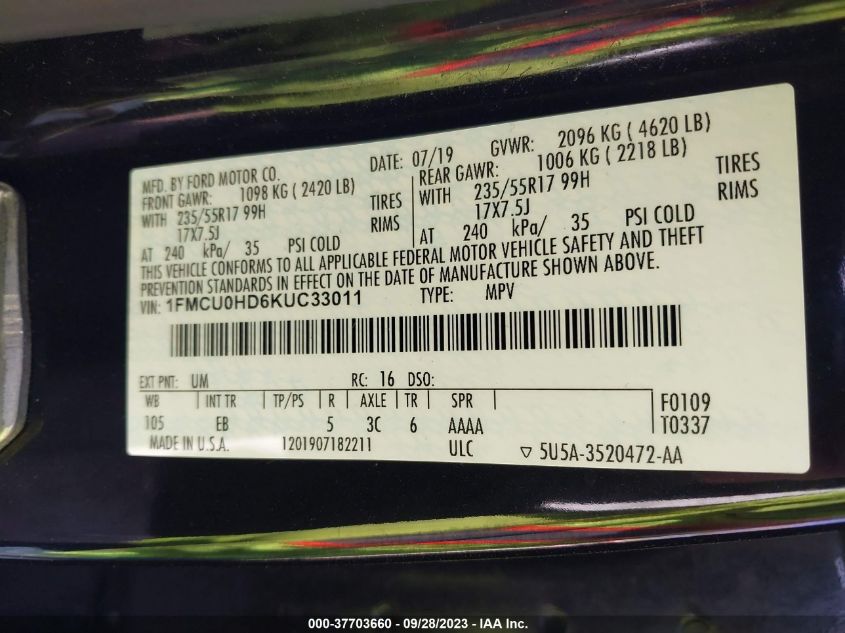 MFD. BY FORD MOTOR CO. DATE: 07/19 GVWR: 2096 KG ( 4620 LB)
FRONT GAWR: 1098 KG ( 2420 LB) REAR GAWR: 1006 KG ( 2218 LB)
WITH 235/55R17 99H TIRES WITH 235/55R17 99H TIRES
17X7.5J RIMS 17X7.5J RIMS
AT 240 kPa/ 35 PSI COLD AT 240 kPa/ 35 PSI COLD
THIS VEHICLE CONFORMS TO ALL APPLICABLE FEDERAL MOTOR VEHICLE SAFETY AND THEFT
PREVENTION STANDARDS IN EFFECT ON THE DATE OF MANUFACTURE SHOWN ABOVE.
VIN: 1FMCU0HD6KUC33011 TYPE: MPV
EXT PNT: UM RC: 16 DSO:
WB INT TR TP/PS R AXLE TR SPR F0109
105 EB 5 3C 6 AAAA T0337
MADE IN U.S.A. 1201907182211 ULC ▽ 5U5A-3520472-AA
000-37703660 - 09/28/2023 - IAA Inc.